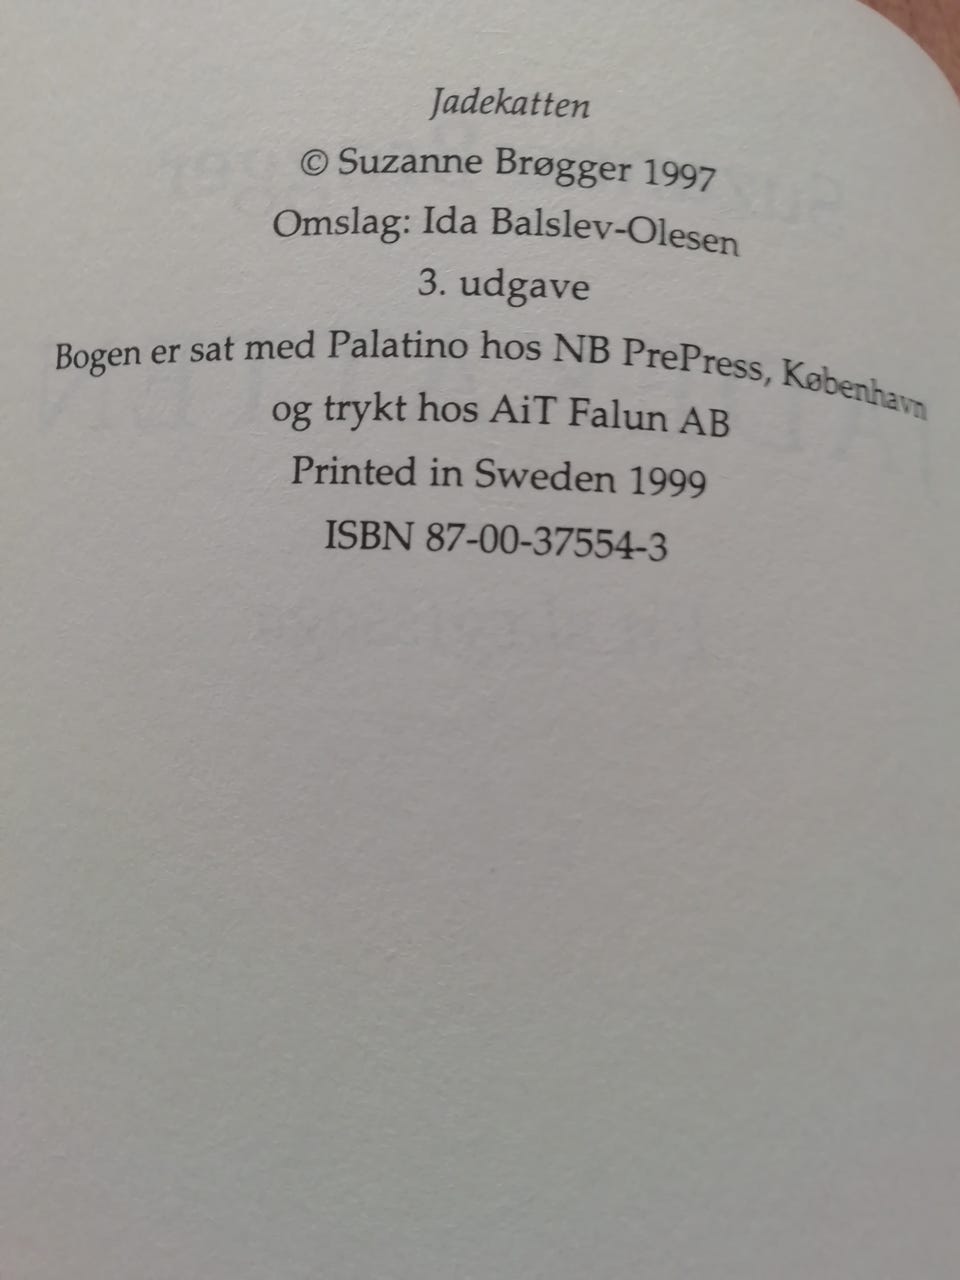 Jadekatten
© Suzanne Brøgger 1997
Omslag: Ida Balslev-Olesen
3. udgave
Bogen er sat med Palatino hos NB PrePress, København
og trykt hos AiT Falun AB
Printed in Sweden 1999
ISBN 87-00-37554-3